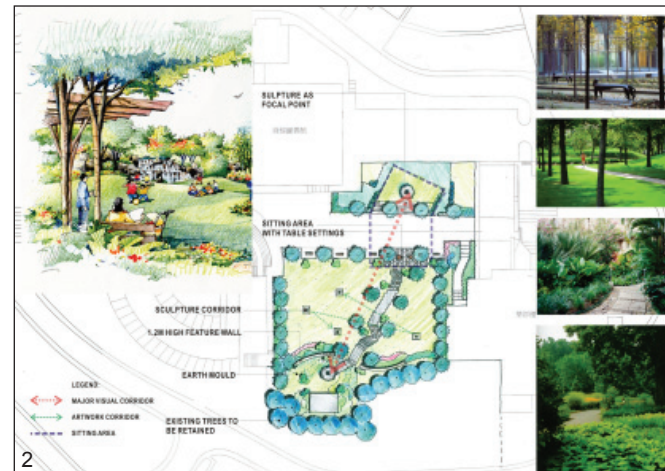 SULPTURE AS
FOCAL POINT
SITTING AREA
WITH TABLE SETTINGS
SCULPTURE CORRIDOR
1.2M HIGH FEATURE WALL
EARTH MOULD
LEGEND:
MAJOR VISUAL CORRIDOR
ARTWORK CORRIDOR
SITTING AREA
EXISTING TREES TO
BE RETAINED
2